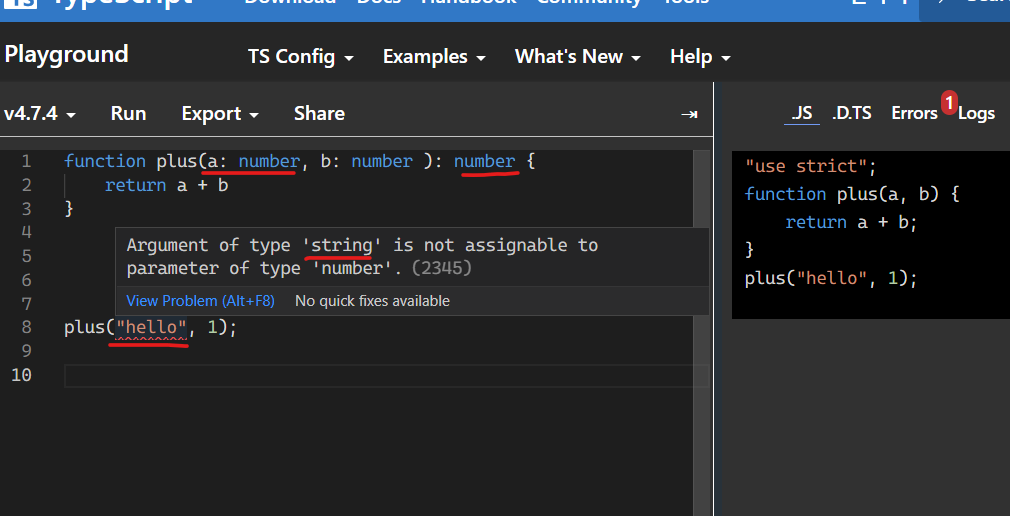 TS TypeScript Download Docs Handbook Community Tools
Playground TS Config Examples What's New Help
v4.7.4 Run Export Share
.JS .D.TS Errors 1 Logs
1 function plus(a: number, b: number ): number {
2 return a + b
3 }
4
5
6
7
8 plus("hello", 1);
9
10
Argument of type 'string' is not assignable to
parameter of type 'number'. (2345)
View Problem (Alt+F8) No quick fixes available
"use strict";
function plus(a, b) {
return a + b;
}
plus("hello", 1);